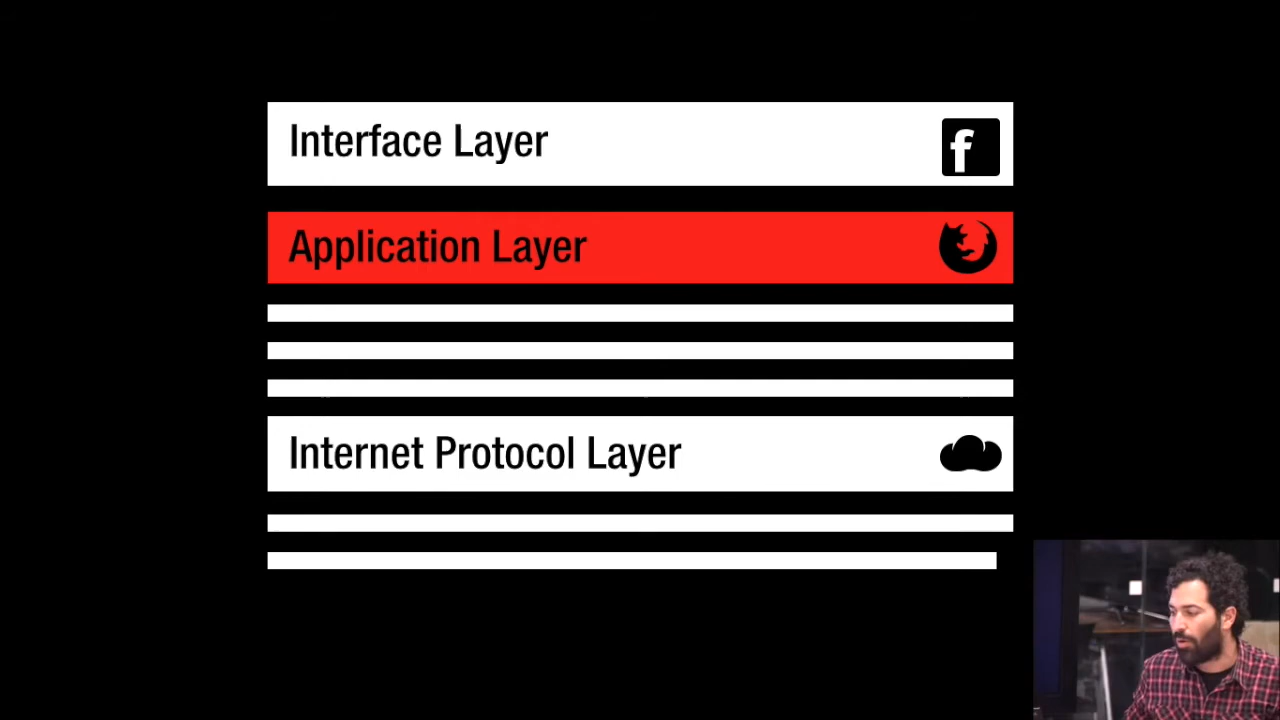 Interface Layer
f
Application Layer
Internet Protocol Layer